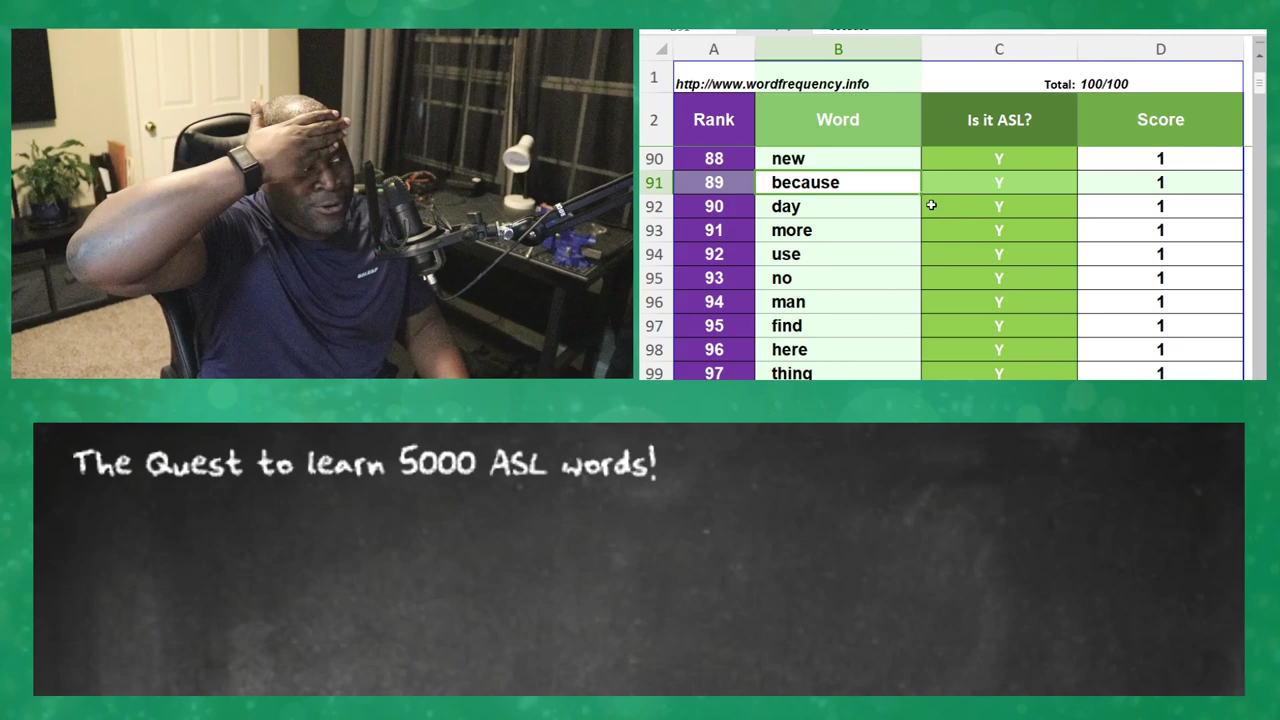 A B C D
1 http://www.wordfrequency.info Total: 100/100
2 Rank Word Is it ASL? Score
90 88 new Y 1
91 89 because Y 1
92 90 day Y 1
93 91 more Y 1
94 92 use Y 1
95 93 no Y 1
96 94 man Y 1
97 95 find Y 1
98 96 here Y 1
99 97 thing Y 1
The Quest to learn 5000 ASL words!